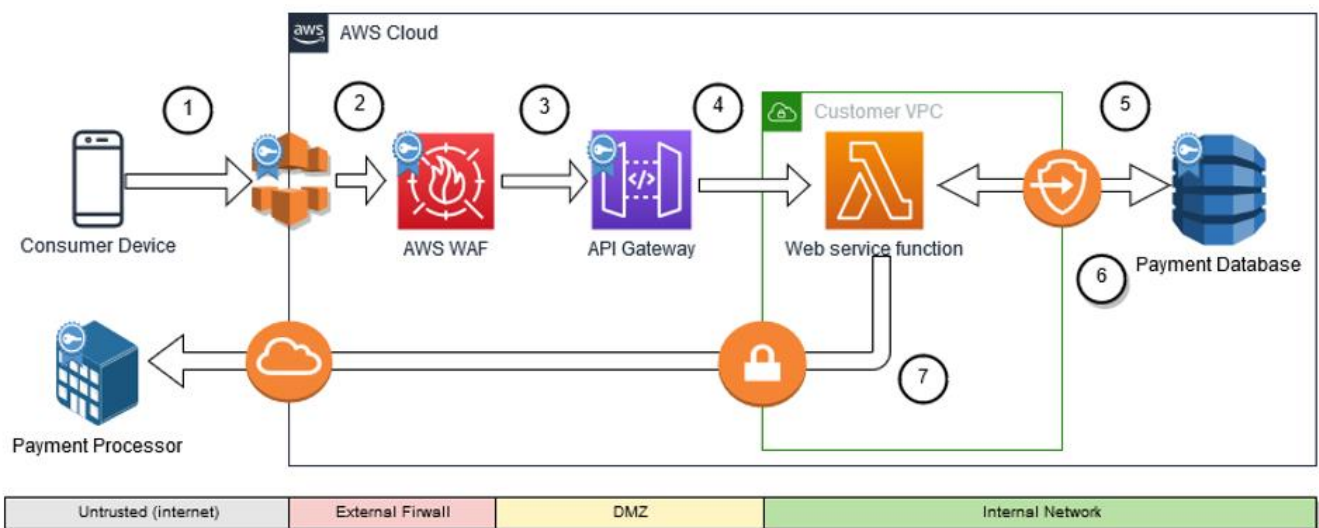 aws AWS Cloud
1
2
3
4
5
Customer VPC
Consumer Device
AWS WAF
API Gateway
Web service function
Payment Database
6
7
Payment Processor
Untrusted (internet)
External Firwall
DMZ
Internal Network